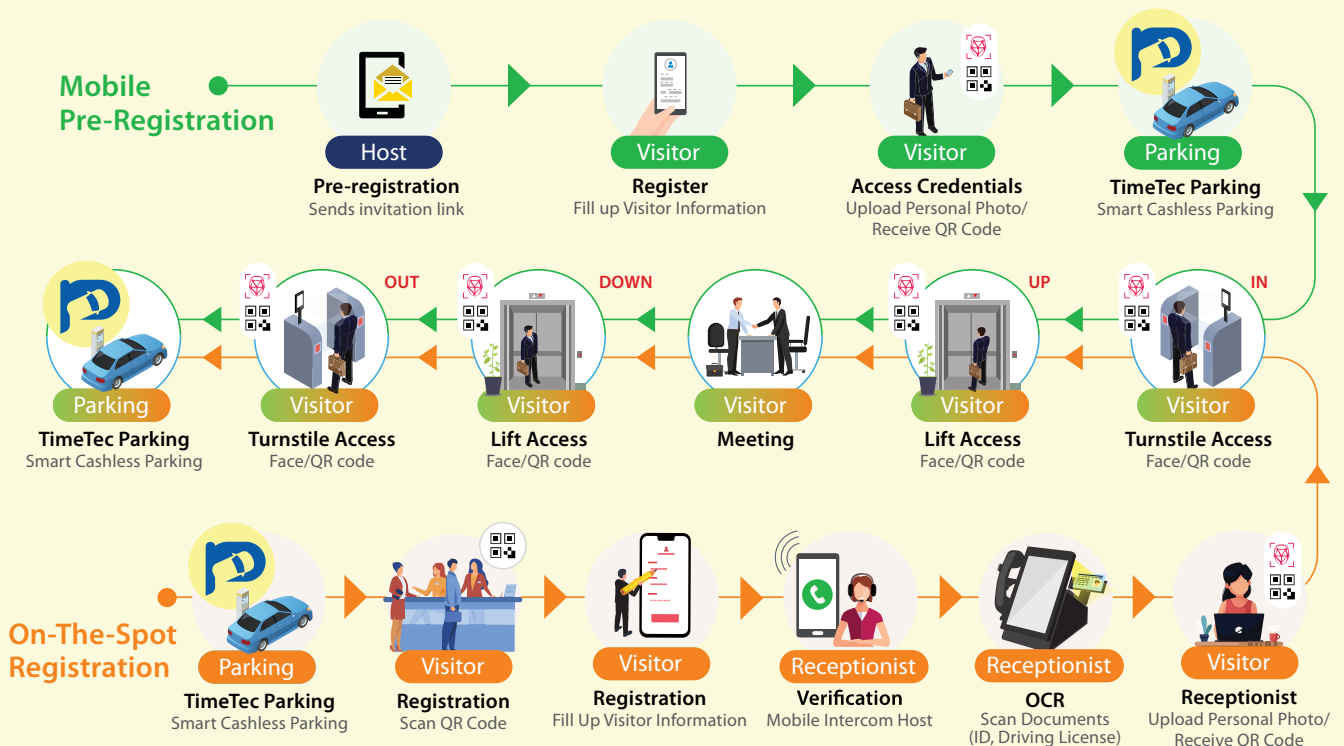 Mobile
Pre-Registration
Host
Pre-registration
Sends invitation link
Visitor
Register
Fill up Visitor Information
Visitor
Access Credentials
Upload Personal Photo/
Receive QR Code
Parking
TimeTec Parking
Smart Cashless Parking
OUT
DOWN
UP
IN
Parking
TimeTec Parking
Smart Cashless Parking
Visitor
Turnstile Access
Face/QR code
Visitor
Lift Access
Face/QR code
Visitor
Meeting
Visitor
Lift Access
Face/QR code
Visitor
Turnstile Access
Face/QR code
On-The-Spot
Registration
Parking
TimeTec Parking
Smart Cashless Parking
Visitor
Registration
Scan QR Code
Visitor
Registration
Fill Up Visitor Information
Receptionist
Verification
Mobile Intercom Host
Receptionist
OCR
Scan Documents
(ID, Driving License)
Visitor
Receptionist
Upload Personal Photo/
Receive QR Code